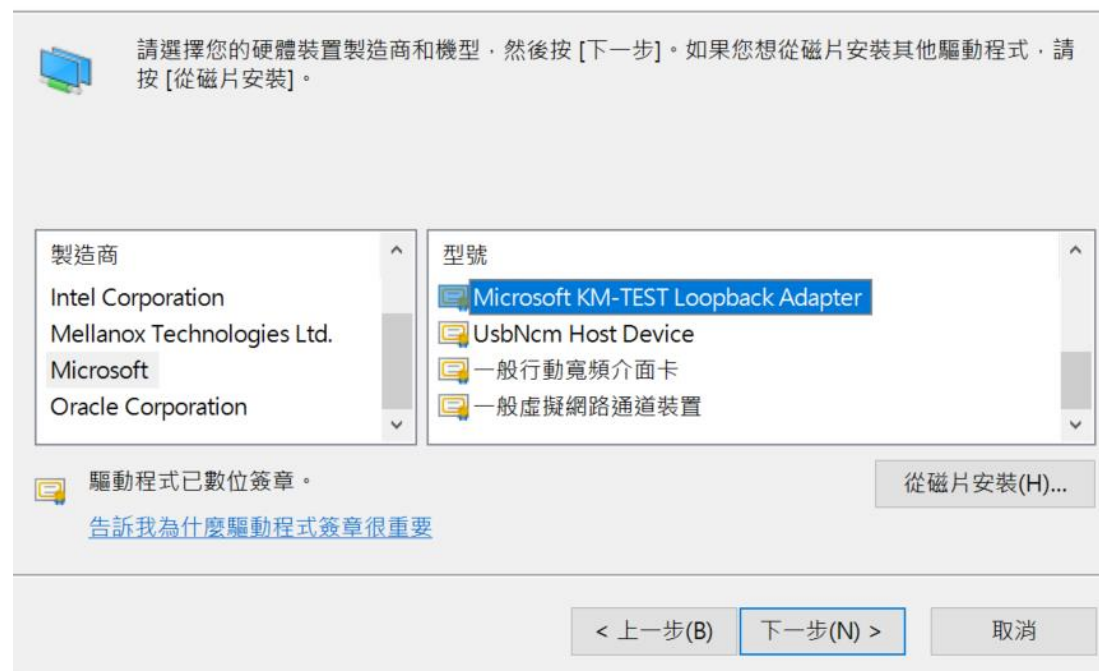 請選擇您的硬體裝置製造商和機型，然後按 [下一步]。如果您想從磁片安裝其他驅動程式，請
按 [從磁片安裝]。
製造商
Intel Corporation
Mellanox Technologies Ltd.
Microsoft
Oracle Corporation
型號
Microsoft KM-TEST Loopback Adapter
UsbNcm Host Device
一般行動寬頻介面卡
一般虛擬網路通道裝置
驅動程式已數位簽章。
告訴我為什麼驅動程式簽章很重要
從磁片安裝(H)...
< 上一步(B)
下一步(N) >
取消